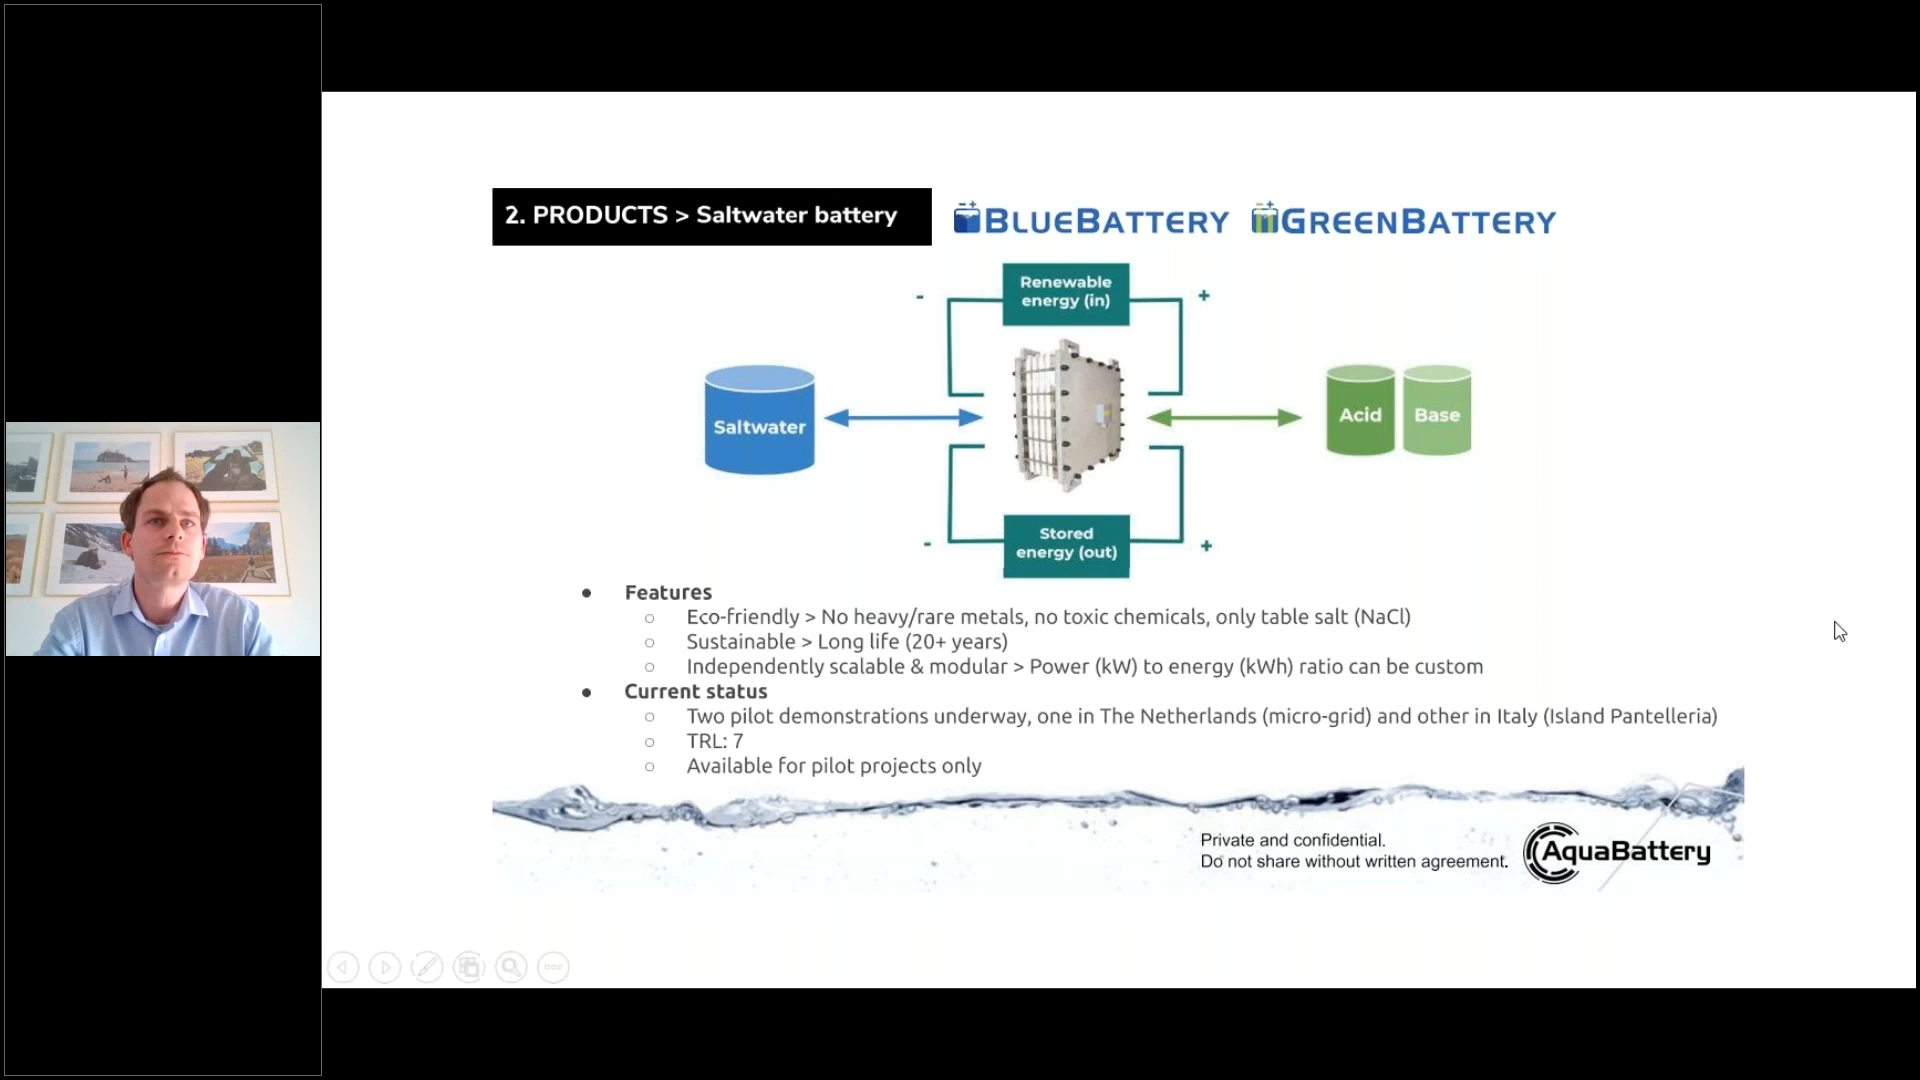 2. PRODUCTS > Saltwater battery
BLUEBATTERY
GREENBATTERY
Renewable
energy (in)
-
+
Saltwater
Acid
Base
Stored
energy (out)
-
+
● Features
○ Eco-friendly > No heavy/rare metals, no toxic chemicals, only table salt (NaCl)
○ Sustainable > Long life (20+ years)
○ Independently scalable & modular > Power (kW) to energy (kWh) ratio can be custom
● Current status
○ Two pilot demonstrations underway, one in The Netherlands (micro-grid) and other in Italy (Island Pantelleria)
○ TRL: 7
○ Available for pilot projects only
Private and confidential.
Do not share without written agreement.
AquaBattery